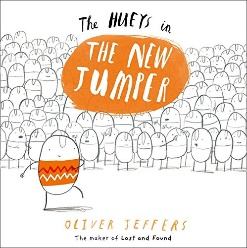 The HUEYS in
THE NEW
JUMPER
OLIVER JEFFERS
The maker of Lost and Found